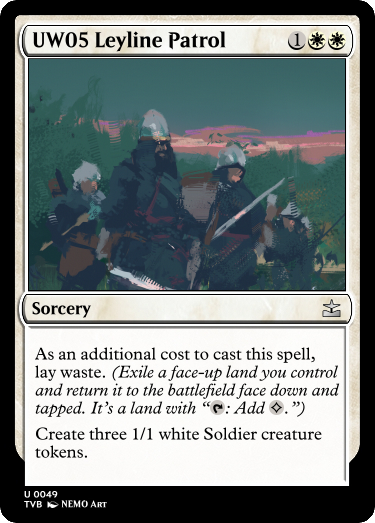 UW05 Leyline Patrol 1
Sorcery
As an additional cost to cast this spell,
lay waste. (Exile a face-up land you control
and return it to the battlefield face down and
tapped. It's a land with “: Add .”)
Create three 1/1 white Soldier creature
tokens.
U 0049
TVB NEMO ART